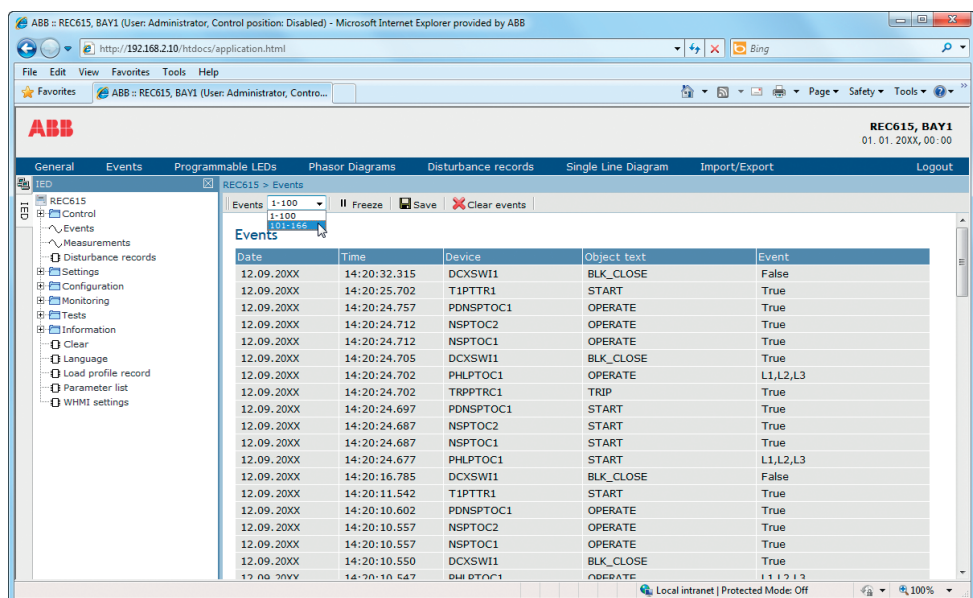 ABB :: REC615, BAY1 (User: Administrator, Control position: Disabled) - Microsoft Internet Explorer provided by ABB
http://192.168.2.10/htdocs/application.html
Bing
File Edit View Favorites Tools Help
Favorites ABB :: REC615, BAY1 (User: Administrator, Contro... Page Safety Tools
ABB
REC615, BAY1
01.01.20XX, 00:00
General Events Programmable LEDs Phasor Diagrams Disturbance records Single Line Diagram Import/Export Logout
IED
IED
REC615
Control
Events
Measurements
Disturbance records
Settings
Configuration
Monitoring
Tests
Information
Clear
Language
Load profile record
Parameter list
WHMI settings
REC615 > Events
Events 1-100 Freeze Save Clear events
1-100
101-166
Events
Date Time Device Object text Event
12.09.20XX 14:20:32.315 DCXSWI1 BLK_CLOSE False
12.09.20XX 14:20:25.702 T1PTTR1 START True
12.09.20XX 14:20:24.757 PDNSPTOC1 OPERATE True
12.09.20XX 14:20:24.712 NSPTOC2 OPERATE True
12.09.20XX 14:20:24.712 NSPTOC1 OPERATE True
12.09.20XX 14:20:24.705 DCXSWI1 BLK_CLOSE True
12.09.20XX 14:20:24.702 PHLPTOC1 OPERATE L1,L2,L3
12.09.20XX 14:20:24.702 TRPPTRC1 TRIP True
12.09.20XX 14:20:24.697 PDNSPTOC1 START True
12.09.20XX 14:20:24.687 NSPTOC2 START True
12.09.20XX 14:20:24.687 NSPTOC1 START True
12.09.20XX 14:20:24.677 PHLPTOC1 START L1,L2,L3
12.09.20XX 14:20:16.785 DCXSWI1 BLK_CLOSE False
12.09.20XX 14:20:11.542 T1PTTR1 START True
12.09.20XX 14:20:10.602 PDNSPTOC1 OPERATE True
12.09.20XX 14:20:10.557 NSPTOC2 OPERATE True
12.09.20XX 14:20:10.557 NSPTOC1 OPERATE True
12.09.20XX 14:20:10.550 DCXSWI1 BLK_CLOSE True
12.09.20XX 14:20:10.547 PHLPTOC1 OPERATE L1,L2,L3
Local intranet | Protected Mode: Off 100%